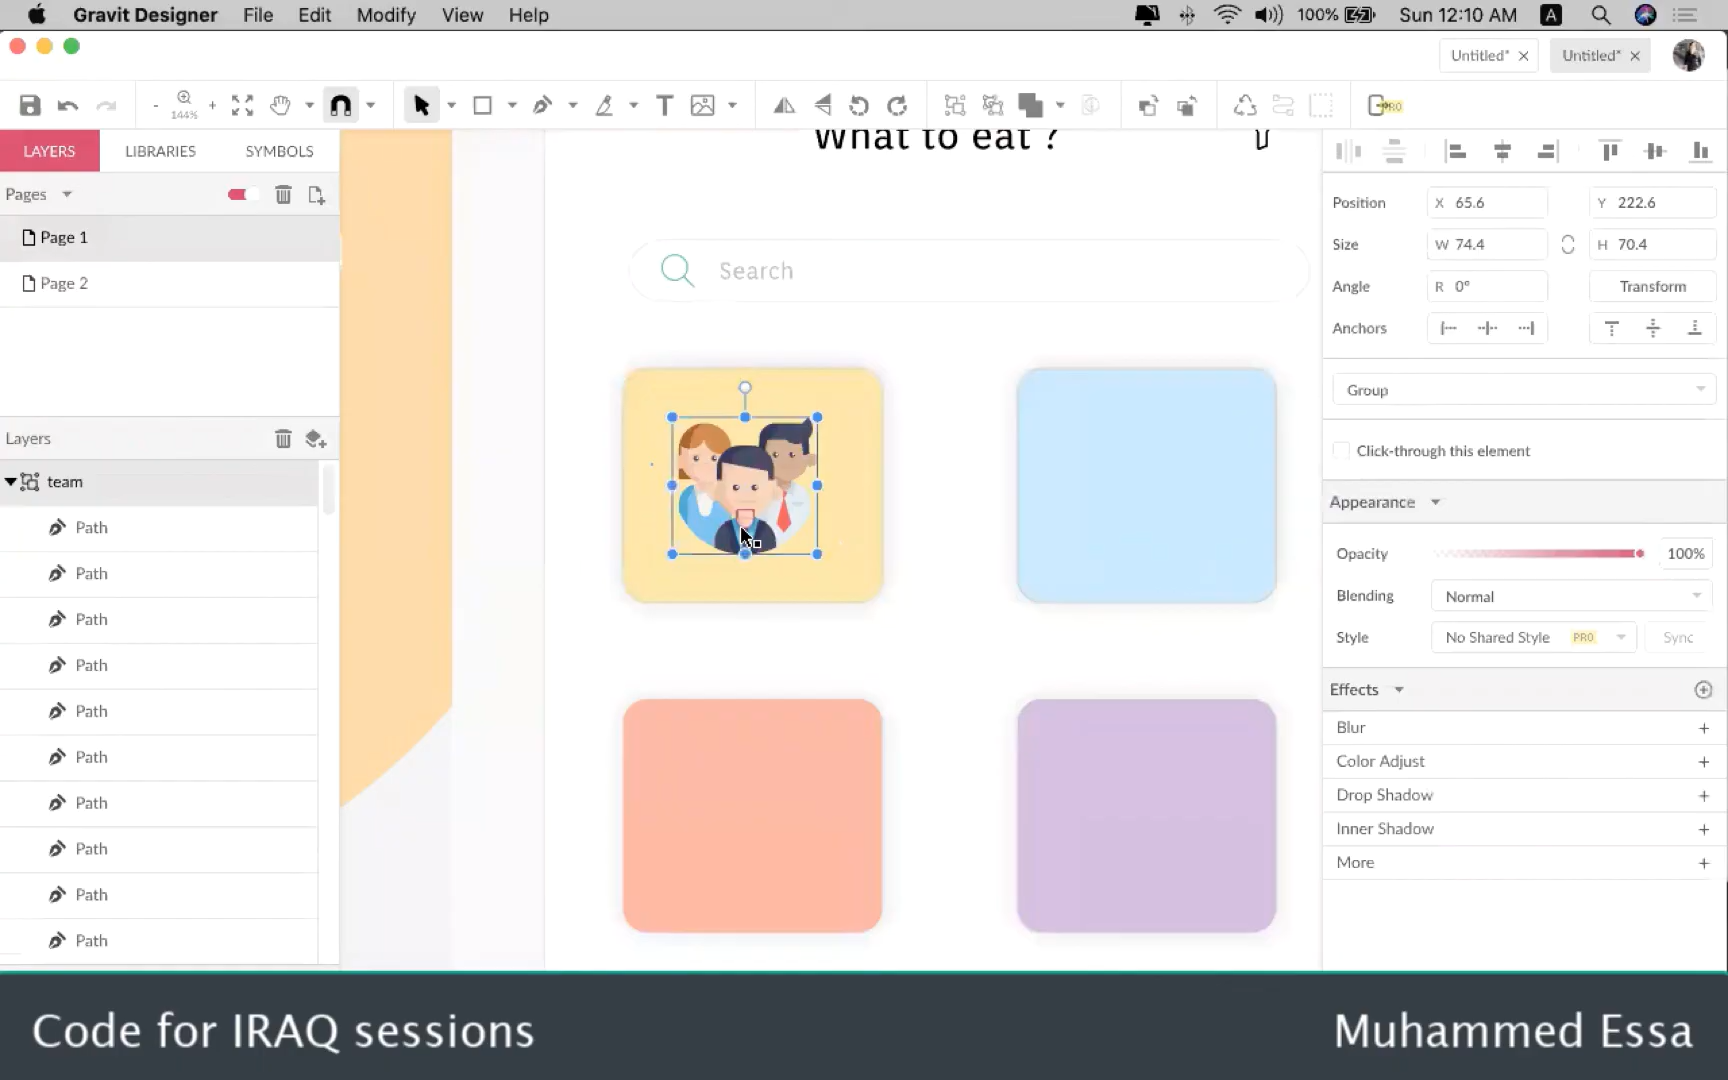 Gravit Designer File Edit Modify View Help 100% Sun 12:10 AM A
Untitled* Untitled*
- 144% + T PRO
LAYERS LIBRARIES SYMBOLS
Pages
Page 1
Page 2
Layers
team
Path
Path
Path
Path
Path
Path
Path
Path
Path
Path
What to eat ?
Search
Position X 65.6 Y 222.6
Size W 74.4 H 70.4
Angle R 0° Transform
Anchors
Group
Click-through this element
Appearance
Opacity 100%
Blending Normal
Style No Shared Style PRO Sync
Effects
Blur +
Color Adjust +
Drop Shadow +
Inner Shadow +
More +
Code for IRAQ sessions
Muhammed Essa